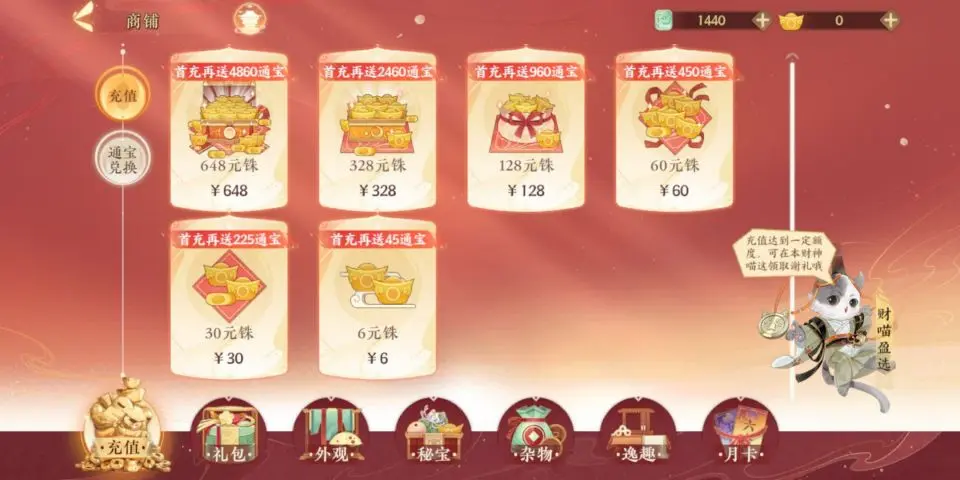 商铺
1440
0
充值
通宝
兑换
首充再送4860通宝
648元铢
¥648
首充再送2460通宝
328元铢
¥328
首充再送960通宝
128元铢
¥128
首充再送450通宝
60元铢
¥60
首充再送225通宝
30元铢
¥30
首充再送45通宝
6元铢
¥6
充值达到一定额
度，可在本财神
喵这领取谢礼哦
财喵盈选
充值
礼包
外观
秘宝
杂物
逸趣
月卡